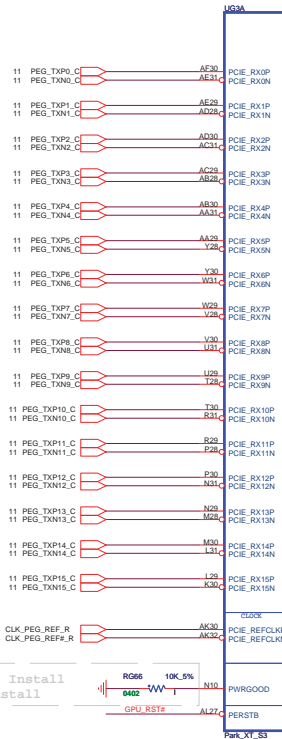 UG3A
11 PEG_TXP0_C AF30 PCIE_RX0P
11 PEG_TXN0_C AE31 PCIE_RX0N
11 PEG_TXP1_C AE29 PCIE_RX1P
11 PEG_TXN1_C AD28 PCIE_RX1N
11 PEG_TXP2_C AD30 PCIE_RX2P
11 PEG_TXN2_C AC31 PCIE_RX2N
11 PEG_TXP3_C AC29 PCIE_RX3P
11 PEG_TXN3_C AB28 PCIE_RX3N
11 PEG_TXP4_C AB30 PCIE_RX4P
11 PEG_TXN4_C AA31 PCIE_RX4N
11 PEG_TXP5_C AA29 PCIE_RX5P
11 PEG_TXN5_C Y28 PCIE_RX5N
11 PEG_TXP6_C Y30 PCIE_RX6P
11 PEG_TXN6_C W31 PCIE_RX6N
11 PEG_TXP7_C W29 PCIE_RX7P
11 PEG_TXN7_C V28 PCIE_RX7N
11 PEG_TXP8_C V30 PCIE_RX8P
11 PEG_TXN8_C U31 PCIE_RX8N
11 PEG_TXP9_C U29 PCIE_RX9P
11 PEG_TXN9_C T28 PCIE_RX9N
11 PEG_TXP10_C T30 PCIE_RX10P
11 PEG_TXN10_C R31 PCIE_RX10N
11 PEG_TXP11_C R29 PCIE_RX11P
11 PEG_TXN11_C P28 PCIE_RX11N
11 PEG_TXP12_C P30 PCIE_RX12P
11 PEG_TXN12_C N31 PCIE_RX12N
11 PEG_TXP13_C N29 PCIE_RX13P
11 PEG_TXN13_C M28 PCIE_RX13N
11 PEG_TXP14_C M30 PCIE_RX14P
11 PEG_TXN14_C L31 PCIE_RX14N
11 PEG_TXP15_C L29 PCIE_RX15P
11 PEG_TXN15_C K30 PCIE_RX15N
CLOCK
CLK_PEG_REF_R AK30 PCIE_REFCLKP
CLK_PEG_REF#_R AK32 PCIE_REFCLKN
Install RG66 10K_5%
stall 0402 1 N10 PWRGOOD
GPU_RST# AL27 PERSTB
Park_XT_S3